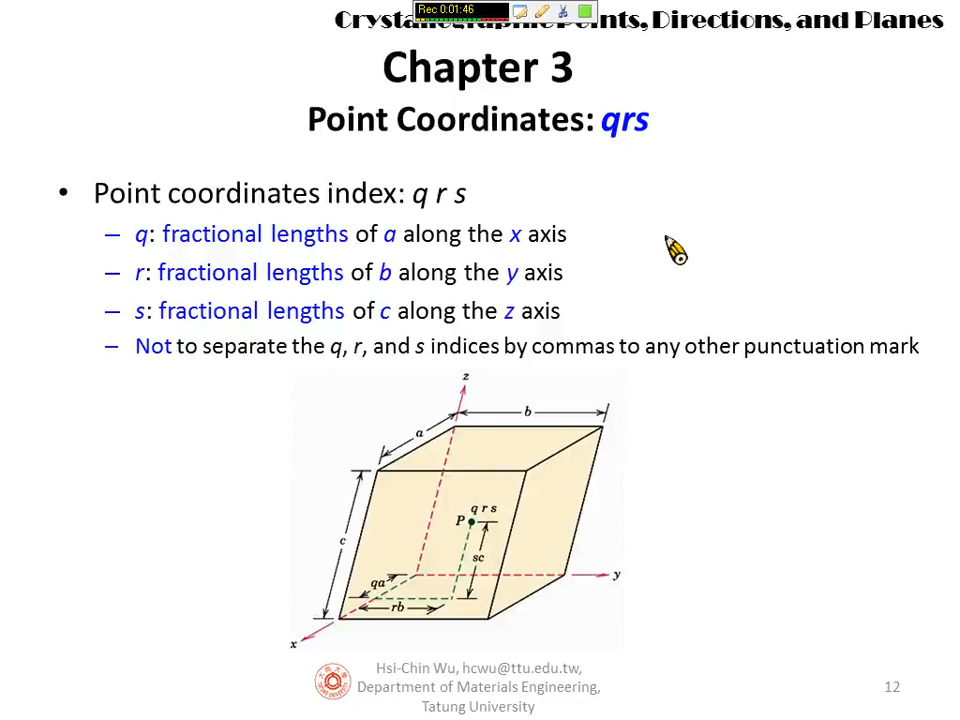 Rec 0:01:46
Points, Directions, and Planes
Chapter 3
Point Coordinates: qrs
• Point coordinates index: q r s
– q: fractional lengths of a along the x axis
– r: fractional lengths of b along the y axis
– s: fractional lengths of c along the z axis
– Not to separate the q, r, and s indices by commas to any other punctuation mark
z
b
a
q r s
P
c
sc
qa
y
rb
x
Hsi-Chin Wu, hcwu@ttu.edu.tw,
Department of Materials Engineering,
Tatung University
12